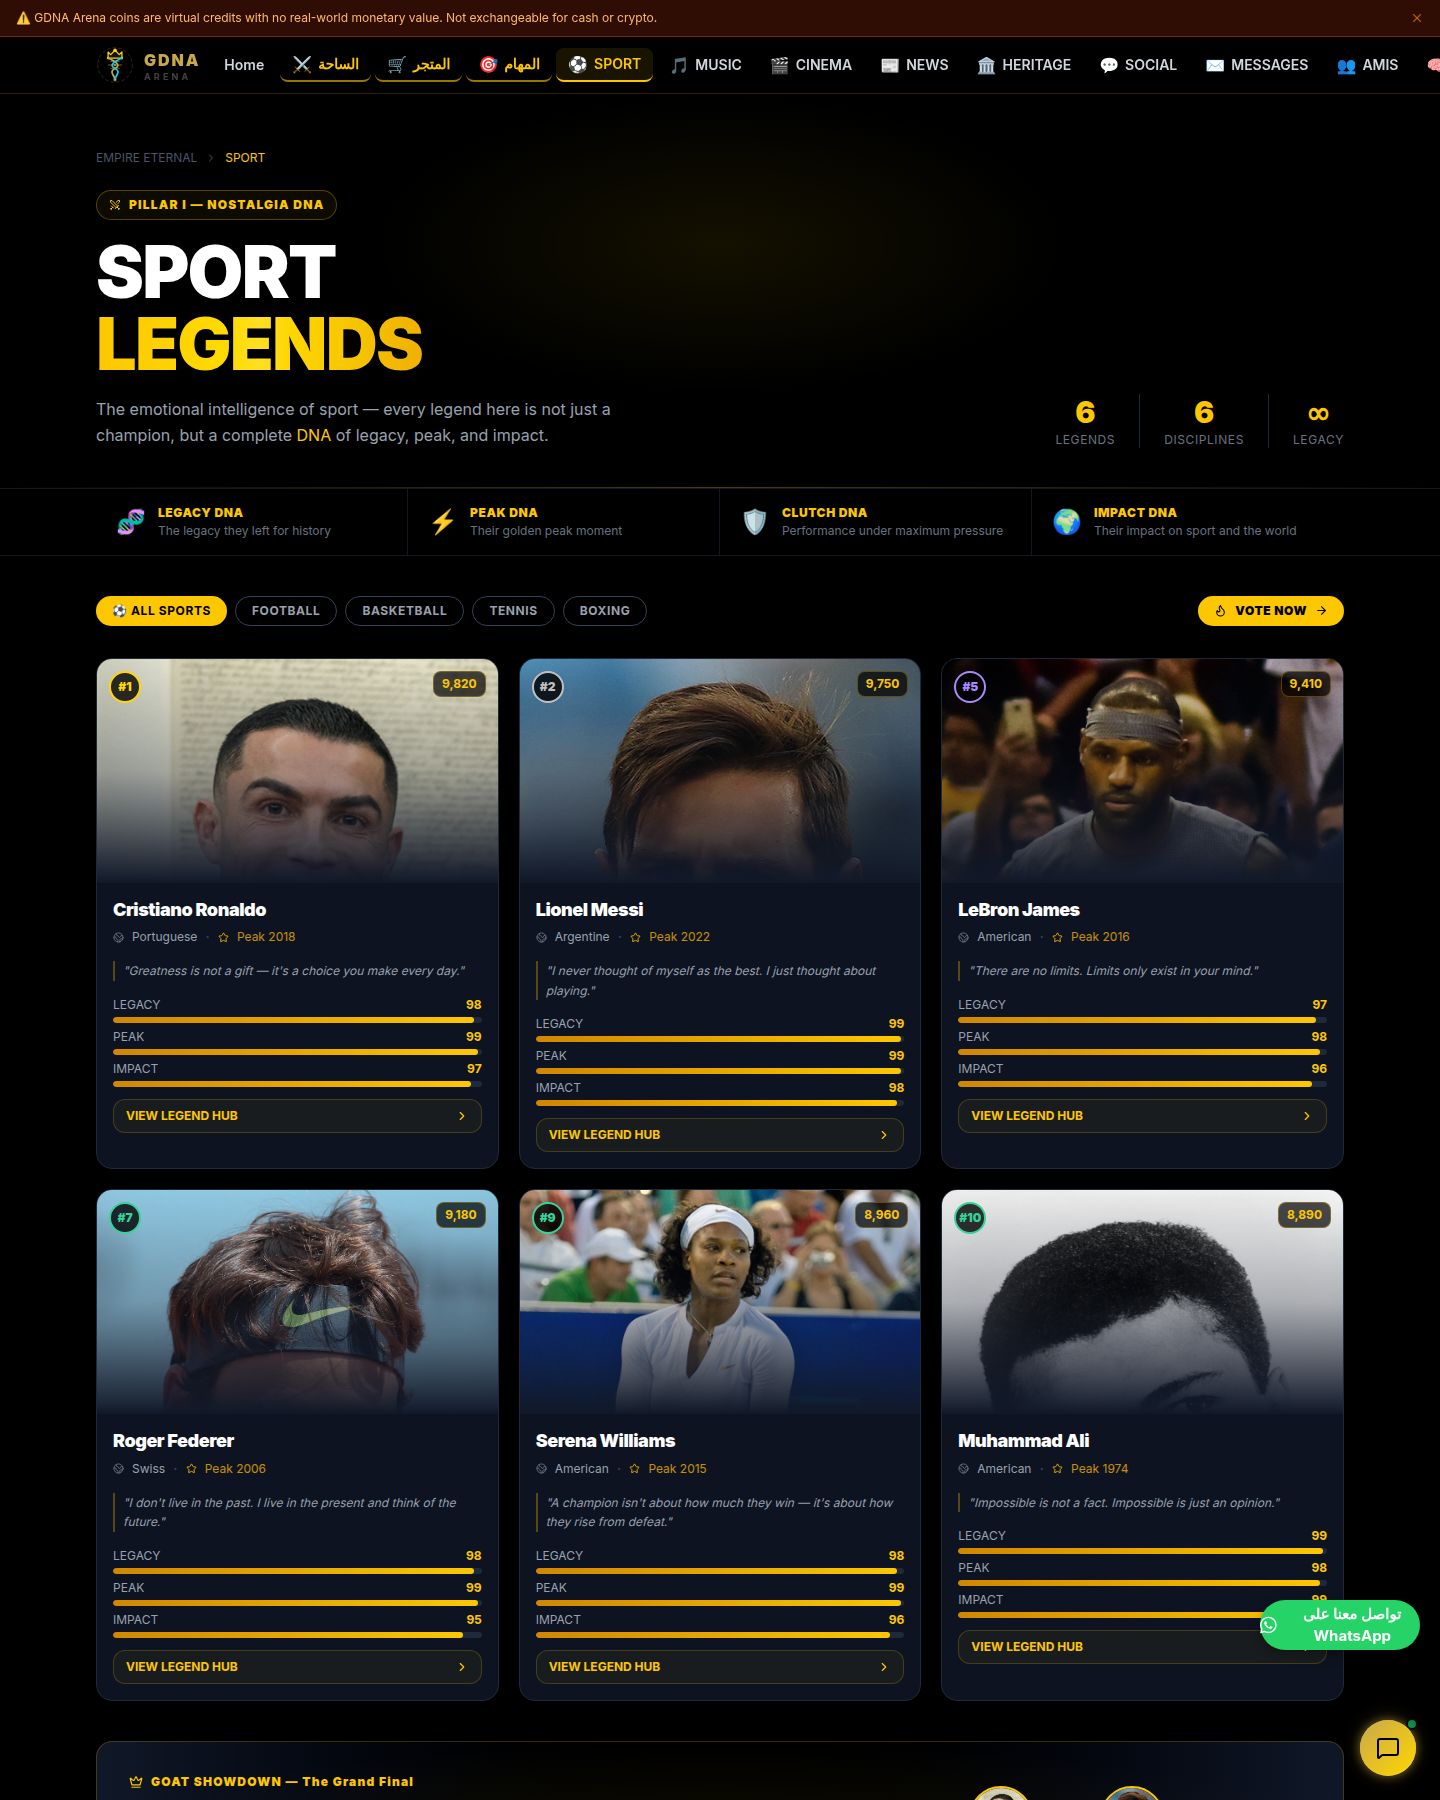 ⚠️ GDNA Arena coins are virtual credits with no real-world monetary value. Not exchangeable for cash or crypto.
GDNA
ARENA
Home
الساحة
المتجر
المهام
SPORT
MUSIC
CINEMA
NEWS
HERITAGE
SOCIAL
MESSAGES
AMIS
EMPIRE ETERNAL > SPORT
PILLAR I — NOSTALGIA DNA
SPORT
LEGENDS
The emotional intelligence of sport — every legend here is not just a
champion, but a complete DNA of legacy, peak, and impact.
6
LEGENDS
6
DISCIPLINES
∞
LEGACY
LEGACY DNA
The legacy they left for history
PEAK DNA
Their golden peak moment
CLUTCH DNA
Performance under maximum pressure
IMPACT DNA
Their impact on sport and the world
⚽ ALL SPORTS
FOOTBALL
BASKETBALL
TENNIS
BOXING
VOTE NOW →
#1
9,820
Cristiano Ronaldo
Portuguese · Peak 2018
"Greatness is not a gift — it's a choice you make every day."
LEGACY 98
PEAK 99
IMPACT 97
VIEW LEGEND HUB
#2
9,750
Lionel Messi
Argentine · Peak 2022
"I never thought of myself as the best. I just thought about
playing."
LEGACY 99
PEAK 99
IMPACT 98
VIEW LEGEND HUB
#5
9,410
LeBron James
American · Peak 2016
"There are no limits. Limits only exist in your mind."
LEGACY 97
PEAK 98
IMPACT 96
VIEW LEGEND HUB
#7
9,180
Roger Federer
Swiss · Peak 2006
"I don't live in the past. I live in the present and think of the
future."
LEGACY 98
PEAK 99
IMPACT 95
VIEW LEGEND HUB
#9
8,960
Serena Williams
American · Peak 2015
"A champion isn't about how much they win — it's about how
they rise from defeat."
LEGACY 98
PEAK 99
IMPACT 96
VIEW LEGEND HUB
#10
8,890
Muhammad Ali
American · Peak 1974
"Impossible is not a fact. Impossible is just an opinion."
LEGACY 99
PEAK 98
IMPACT
VIEW LEGEND HUB
تواصل معنا على
WhatsApp
GOAT SHOWDOWN — The Grand Final